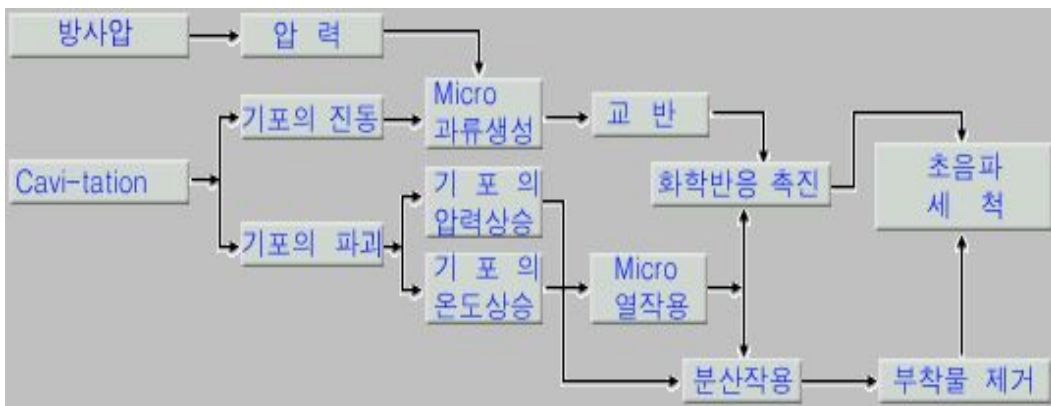 방사압
압 력
기포의 진동
Micro
과류생성
교 반
Cavi-tation
기 포 의
압력상승
화학반응 촉진
초음파
세 척
기포의 파괴
기 포 의
온도상승
Micro
열작용
분산작용
부착물 제거